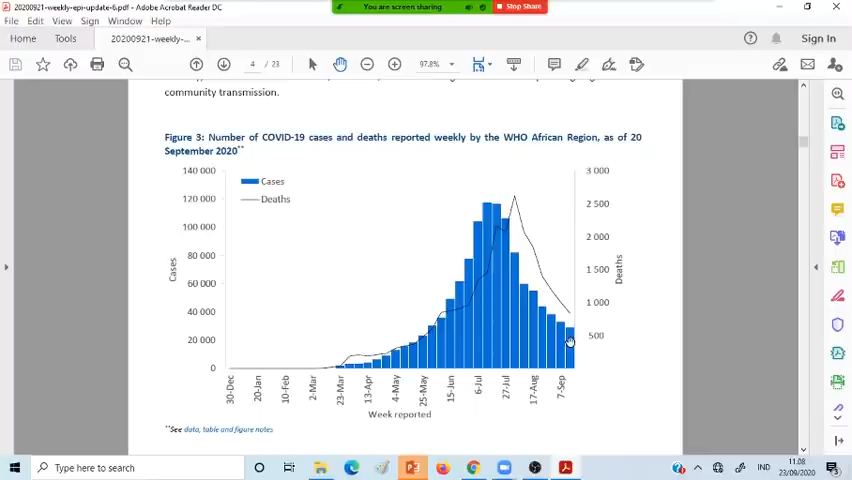 20200921-weekly-epi-update-6.pdf - Adobe Acrobat Reader DC
You are screen sharing
Stop Share
File Edit View Sign Window Help
Home Tools 20200921-weekly-... × Sign In
4 / 23 97.8%
community transmission.
Figure 3: Number of COVID-19 cases and deaths reported weekly by the WHO African Region, as of 20
September 2020**
140 000
120 000
100 000
80 000
60 000
40 000
20 000
0
Cases
Cases
Deaths
3 000
2 500
2 000
1 500
1 000
500
Deaths
30-Dec
20-Jan
10-Feb
2-Mar
23-Mar
13-Apr
4-May
25-May
15-Jun
6-Jul
27-Jul
17-Aug
7-Sep
Week reported
**See data, table and figure notes
Type here to search
IND
11.08
23/09/2020